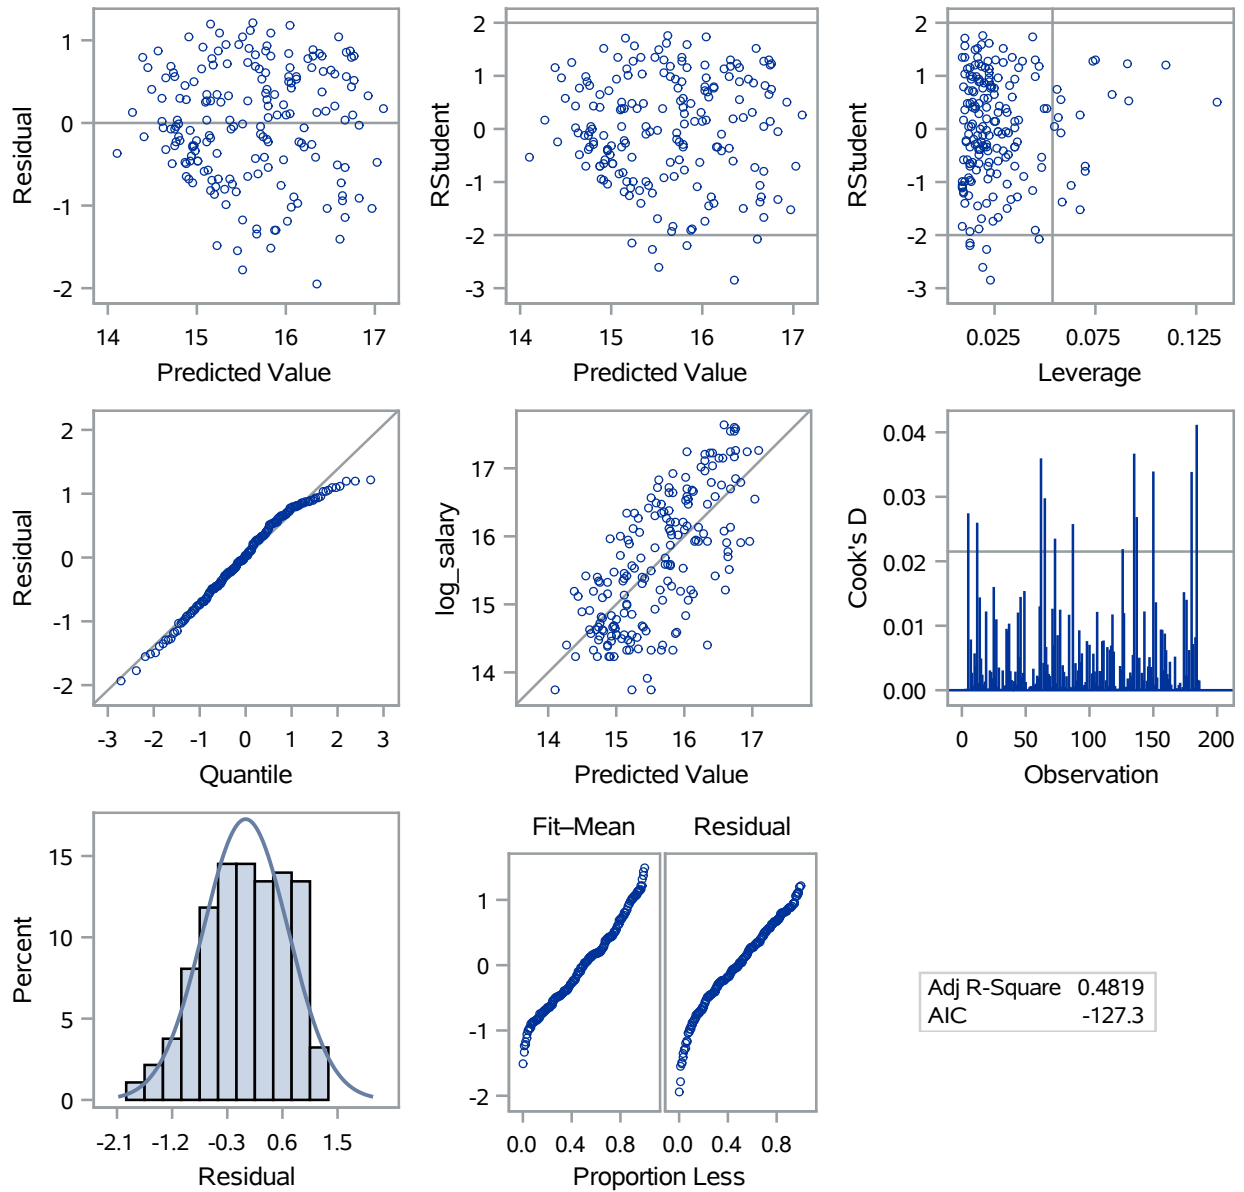 1
0
-1
-2
Residual
14 15 16 17
Predicted Value
2
1
0
-1
-2
-3
RStudent
14 15 16 17
Predicted Value
2
1
0
-1
-2
-3
RStudent
0.025 0.075 0.125
Leverage
2
1
0
-1
-2
Residual
-3 -2 -1 0 1 2 3
Quantile
17
16
15
14
log_salary
14 15 16 17
Predicted Value
0.04
0.03
0.02
0.01
0.00
Cook's D
0 50 100 150 200
Observation
15
10
5
0
Percent
-2.1 -1.2 -0.3 0.6 1.5
Residual
Fit–Mean Residual
1
0
-1
-2
0.0 0.4 0.8 0.0 0.4 0.8
Proportion Less
Adj R-Square 0.4819
AIC -127.3